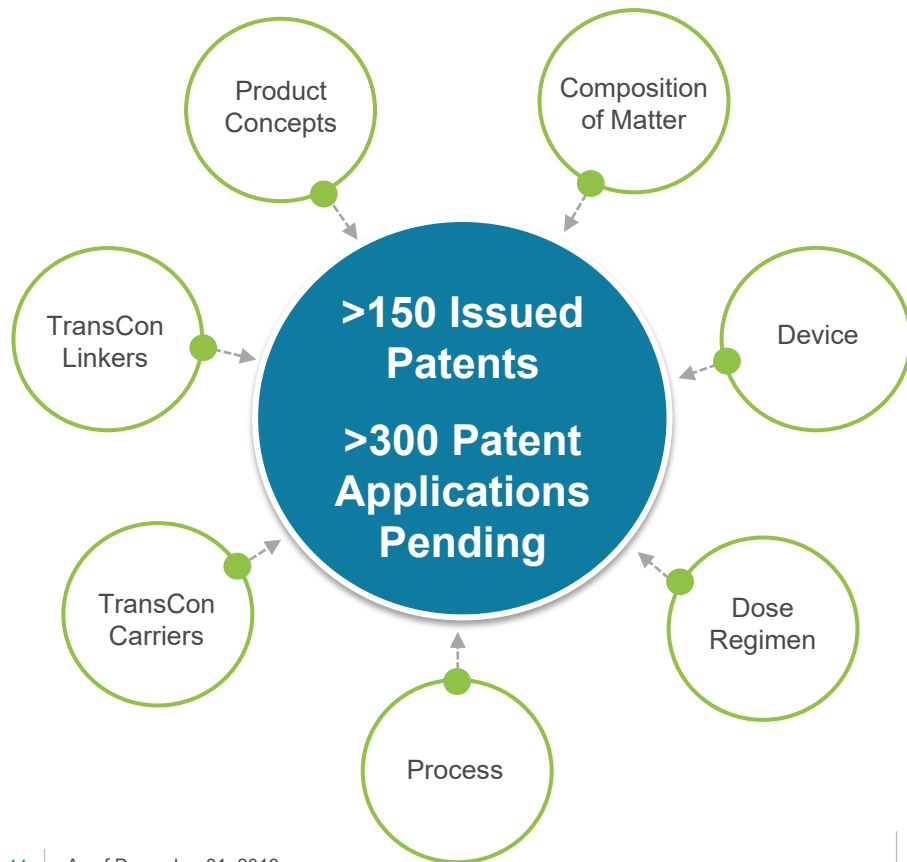 Product
Concepts
Composition
of Matter
TransCon
Linkers
>150 Issued
Patents
>300 Patent
Applications
Pending
Device
TransCon
Carriers
Dose
Regimen
Process